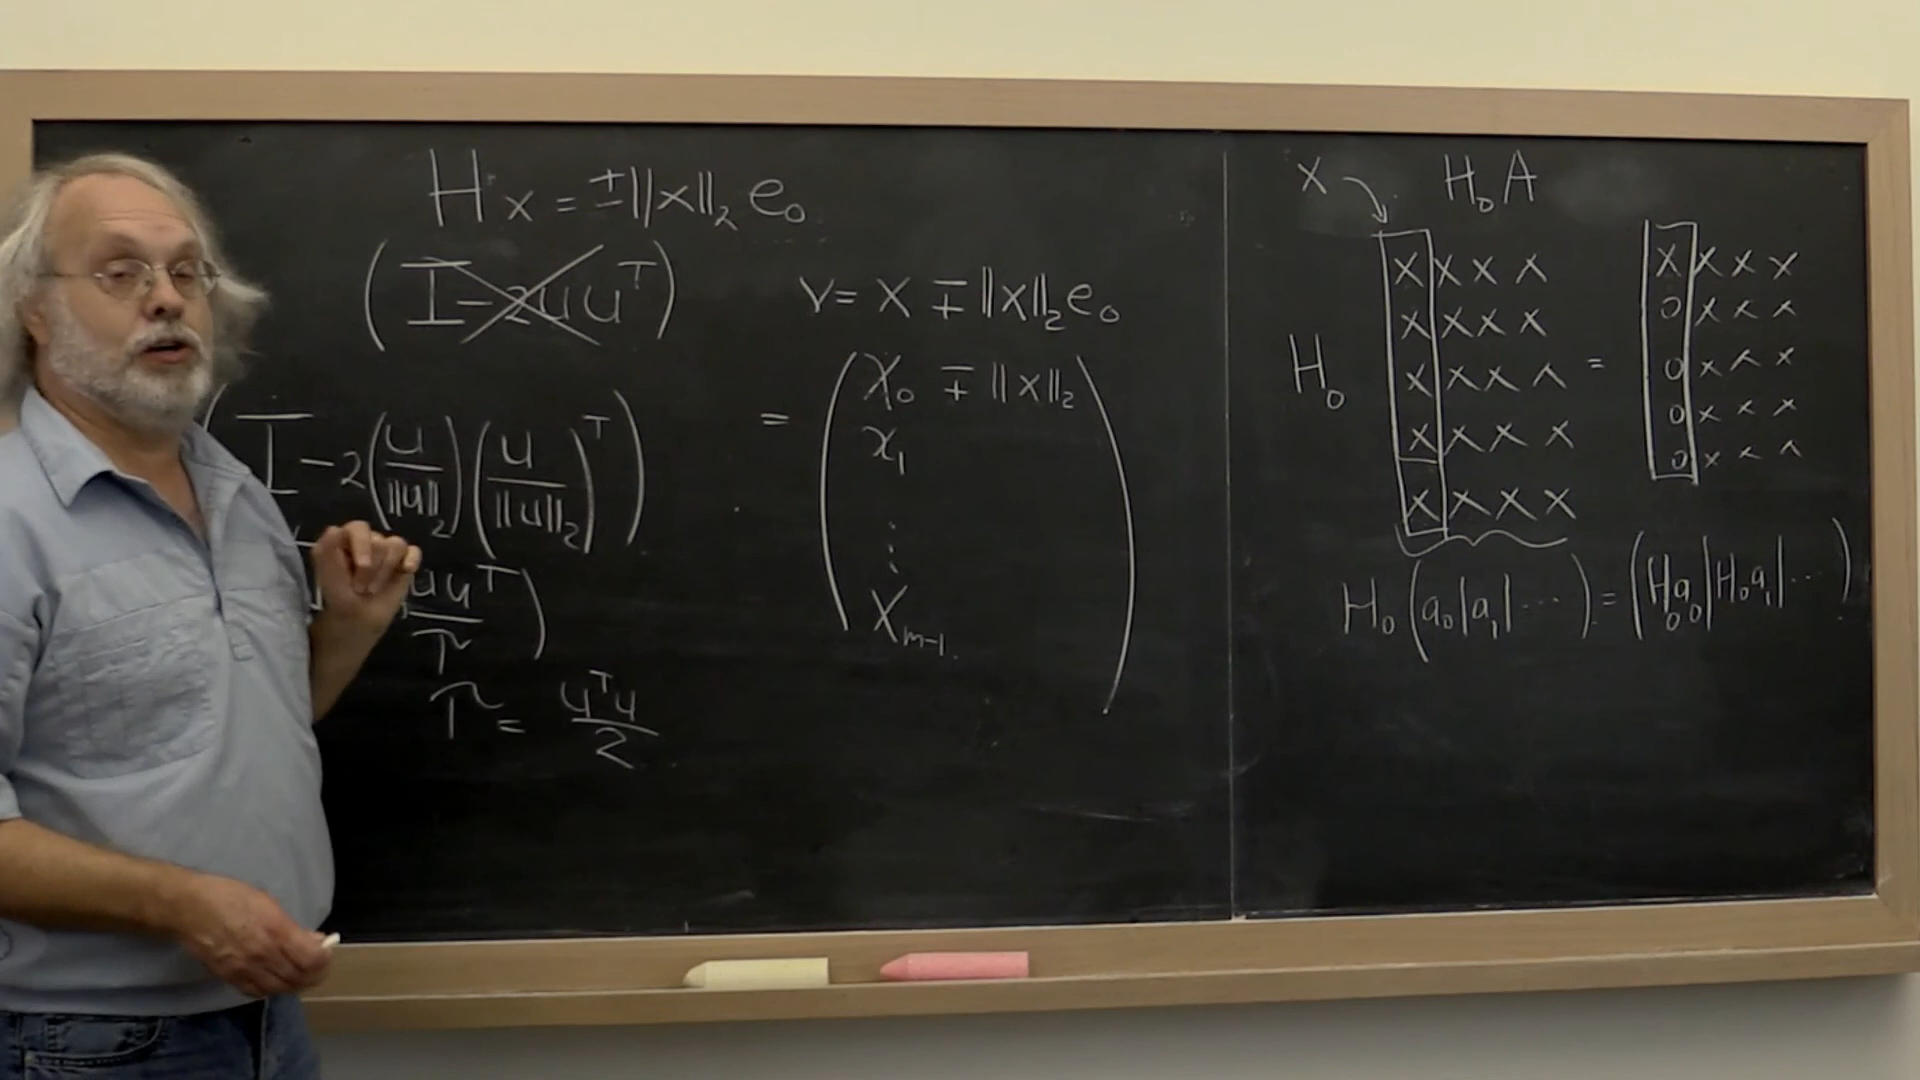 Hx = ±||x||₂ e₀
(I − 2uuᵀ)
v = x ∓ ||x||₂ e₀
(I − 2(u/||u||₂)(u/||u||₂)ᵀ)
uuᵀ/τ)
τ = uᵀu/2
= (χ₀ ∓ ||x||₂
χ₁
⋮
χₘ₋₁)
x H₀A
x x x x x x x x
x x x x 0 x x x
H₀ x x x x = 0 x x x
x x x x 0 x x x
x x x x 0 x x x
H₀(a₀|a₁|⋯) = (H₀a₀|H₀a₁|⋯)